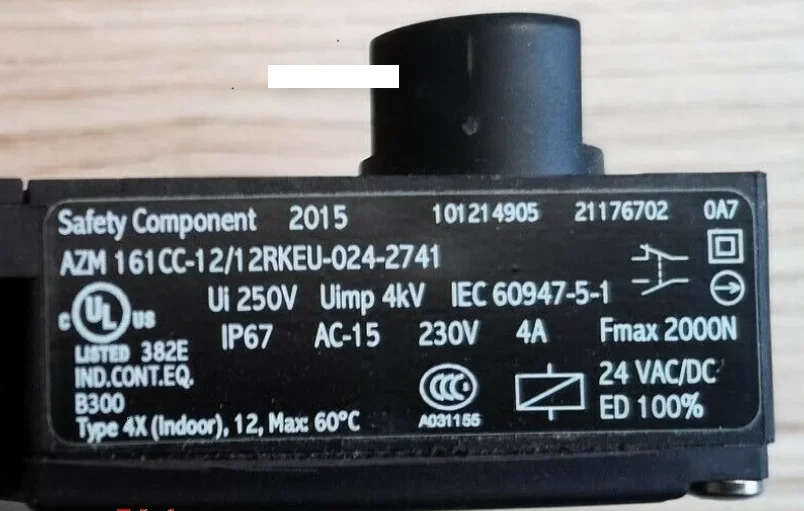 Safety Component 2015 101214905 21176702 0A7
AZM 161CC-12/12RKEU-024-2741
Ui 250V Uimp 4kV IEC 60947-5-1
c UL us IP67 AC-15 230V 4A Fmax 2000N
LISTED 382E
IND.CONT.EQ.
B300
Type 4X (Indoor), 12, Max: 60°C
CCC
A031155
24 VAC/DC
ED 100%